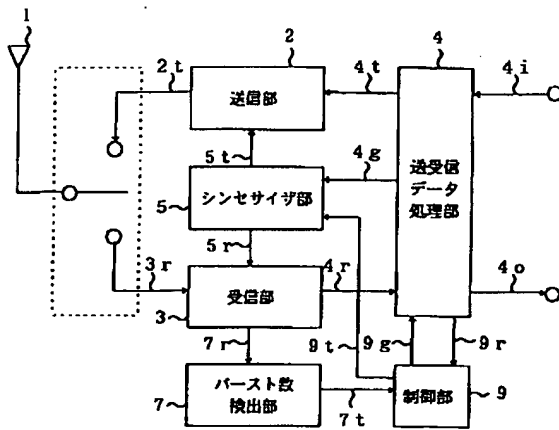 1
2
4
2t
4t
4i
送信部
5t
4g
送受信
データ
処理部
シンセサイザ部
5
5r
3r
4r
4o
受信部
3
7r
9t
9g
9r
バースト数
検出部
7
7t
制御部
9